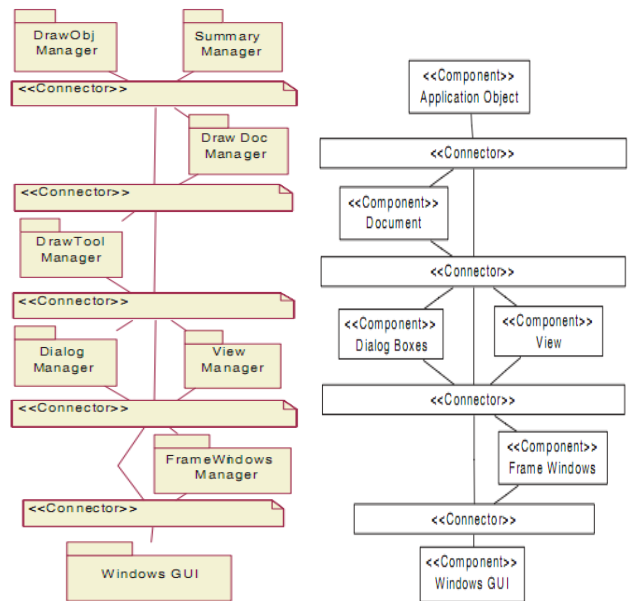 DrawObj
Manager
Summary
Manager
<<Connector>>
Draw Doc
Manager
<<Connector>>
DrawTool
Manager
<<Connector>>
Dialog
Manager
View
Manager
<<Connector>>
FrameWindows
Manager
<<Connector>>
Windows GUI
<<Component>>
Application Object
<<Connector>>
<<Component>>
Document
<<Connector>>
<<Component>>
Dialog Boxes
<<Component>>
View
<<Connector>>
<<Component>>
Frame Windows
<<Connector>>
<<Component>>
Windows GUI